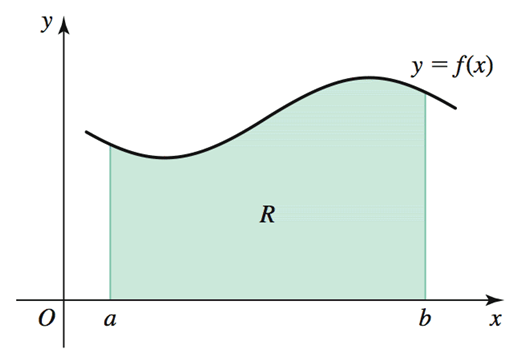 y
y = f(x)
R
O a b x